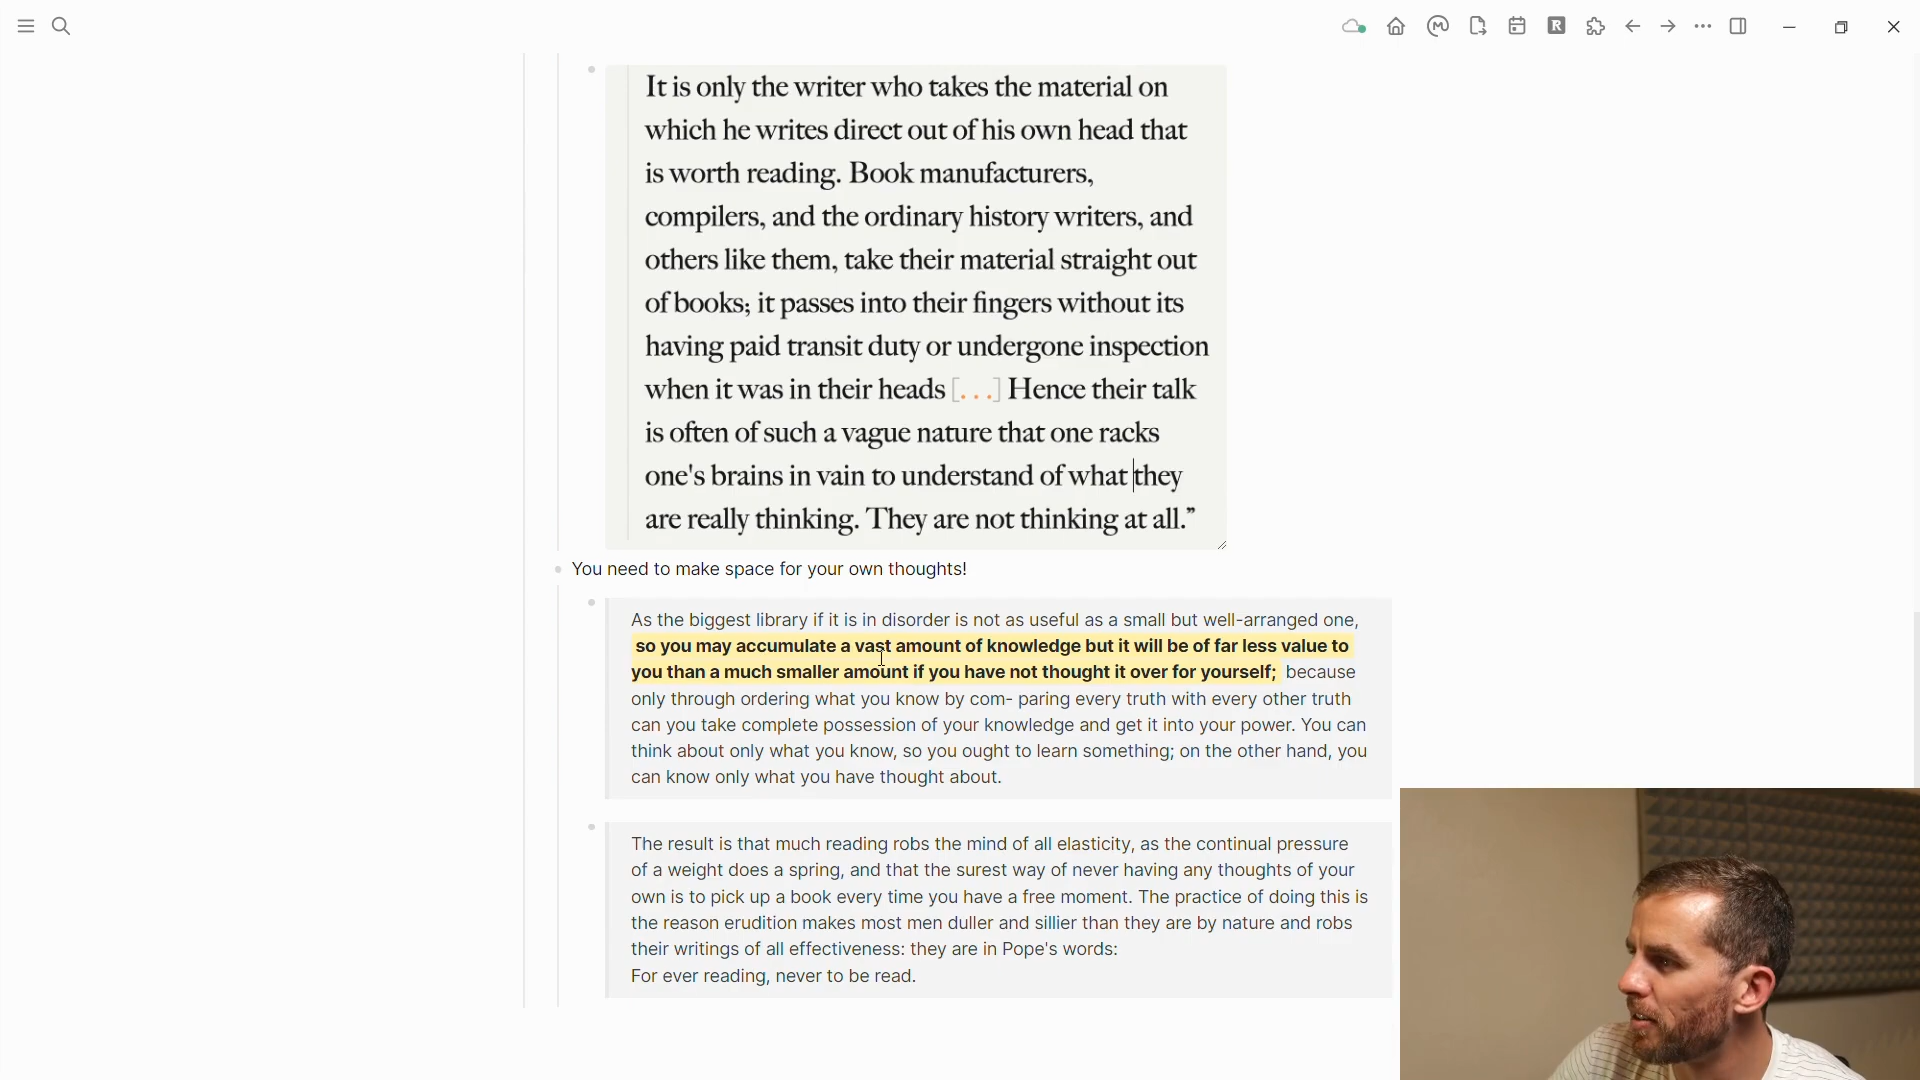 It is only the writer who takes the material on
which he writes direct out of his own head that
is worth reading. Book manufacturers,
compilers, and the ordinary history writers, and
others like them, take their material straight out
of books; it passes into their fingers without its
having paid transit duty or undergone inspection
when it was in their heads [...] Hence their talk
is often of such a vague nature that one racks
one's brains in vain to understand of what they
are really thinking. They are not thinking at all.”
You need to make space for your own thoughts!
As the biggest library if it is in disorder is not as useful as a small but well-arranged one,
so you may accumulate a vast amount of knowledge but it will be of far less value to
you than a much smaller amount if you have not thought it over for yourself; because
only through ordering what you know by com- paring every truth with every other truth
can you take complete possession of your knowledge and get it into your power. You can
think about only what you know, so you ought to learn something; on the other hand, you
can know only what you have thought about.
The result is that much reading robs the mind of all elasticity, as the continual pressure
of a weight does a spring, and that the surest way of never having any thoughts of your
own is to pick up a book every time you have a free moment. The practice of doing this is
the reason erudition makes most men duller and sillier than they are by nature and robs
their writings of all effectiveness: they are in Pope's words:
For ever reading, never to be read.